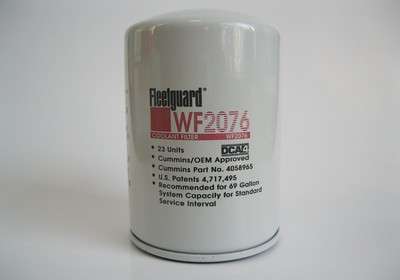 Fleetguard®
WF2076
COOLANT FILTER WF2076
DCA4
• 23 Units
• Cummins/OEM Approved
• Cummins Part No. 4058965
• U.S. Patents 4,717,495
• Recommended for 69 Gallon
System Capacity for Standard
Service Interval